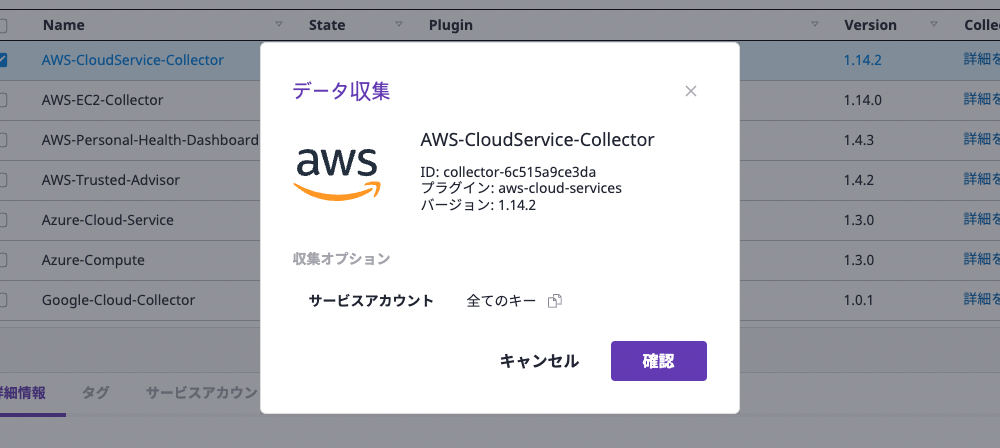 Name State Plugin Version Collec
AWS-CloudService-Collector 1.14.2 詳細を
AWS-EC2-Collector 1.14.0 詳細を
AWS-Personal-Health-Dashboard 1.4.3 詳細を
AWS-Trusted-Advisor 1.4.2 詳細を
Azure-Cloud-Service 1.3.0 詳細を
Azure-Compute 1.3.0 詳細を
Google-Cloud-Collector 1.0.1 詳細を
データ収集
aws
AWS-CloudService-Collector
ID: collector-6c515a9ce3da
プラグイン: aws-cloud-services
バージョン: 1.14.2
収集オプション
サービスアカウント 全てのキー
キャンセル 確認
詳細情報 タグ サービスアカウン